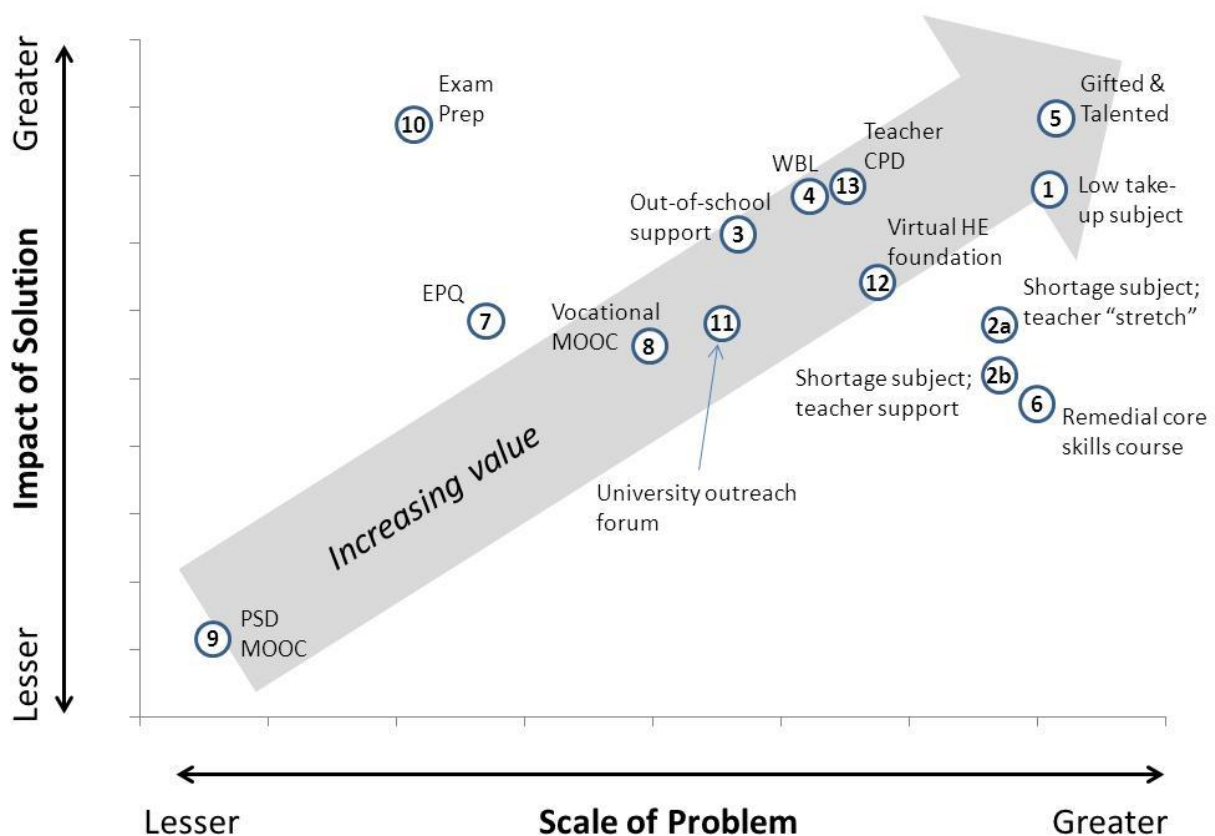 Greater
Impact of Solution
Lesser
Exam
Prep
10
Gifted &
Talented
5
Teacher
CPD
WBL
13
4
1
Low take-
up subject
Out-of-school
support
3
Virtual HE
foundation
12
EPQ
7
Vocational
MOOC
8
11
Shortage subject;
teacher “stretch”
2a
Shortage subject;
teacher support
2b
6
Remedial core
skills course
University outreach
forum
Increasing value
9
PSD
MOOC
Lesser
Scale of Problem
Greater